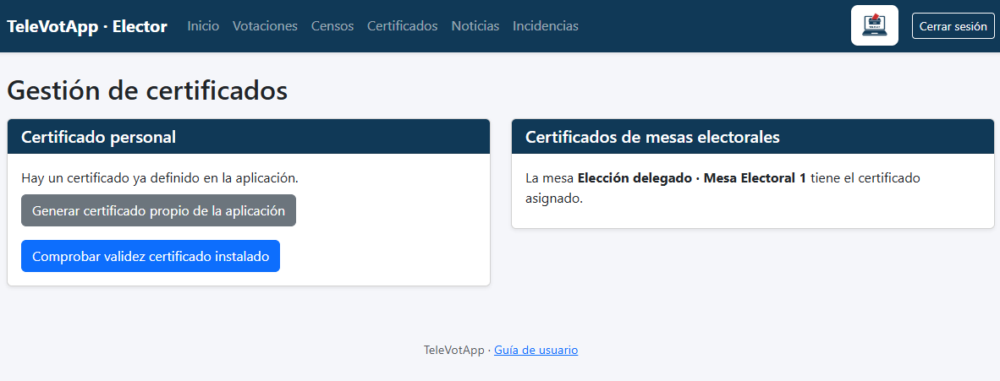 TeleVotApp · Elector Inicio Votaciones Censos Certificados Noticias Incidencias Cerrar sesión
Gestión de certificados
Certificado personal
Hay un certificado ya definido en la aplicación.
Generar certificado propio de la aplicación
Comprobar validez certificado instalado
Certificados de mesas electorales
La mesa Elección delegado · Mesa Electoral 1 tiene el certificado
asignado.
TeleVotApp · Guía de usuario